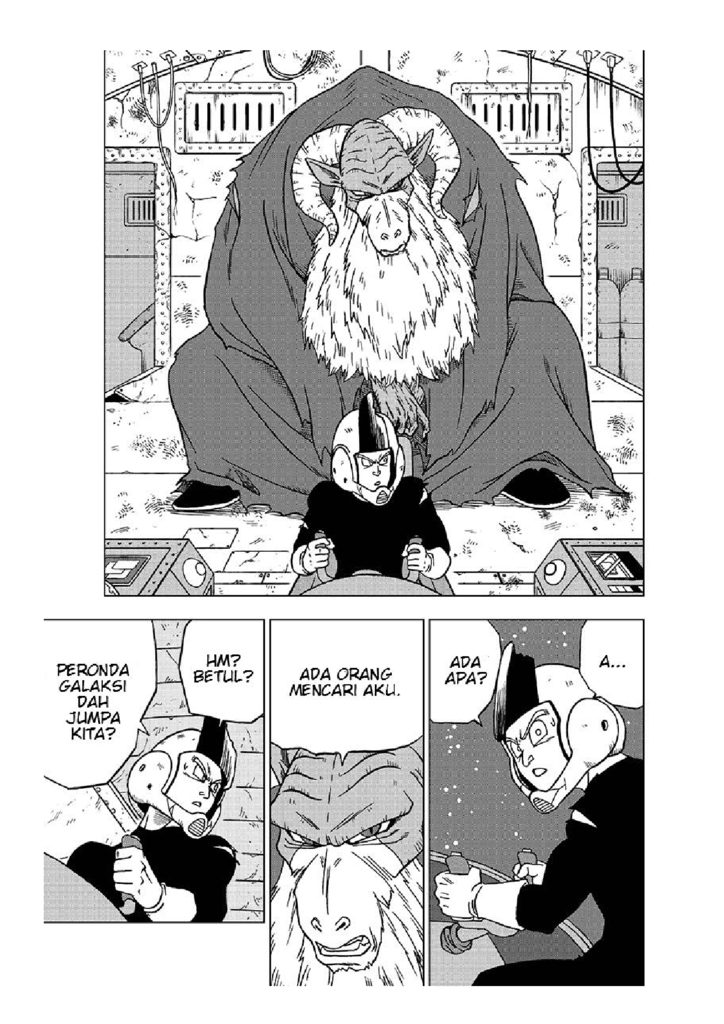 A...
ADA
APA?
ADA ORANG
MENCARI AKU.
HM?
BETUL?
PERONDA
GALAKSI
DAH
JUMPA
KITA?